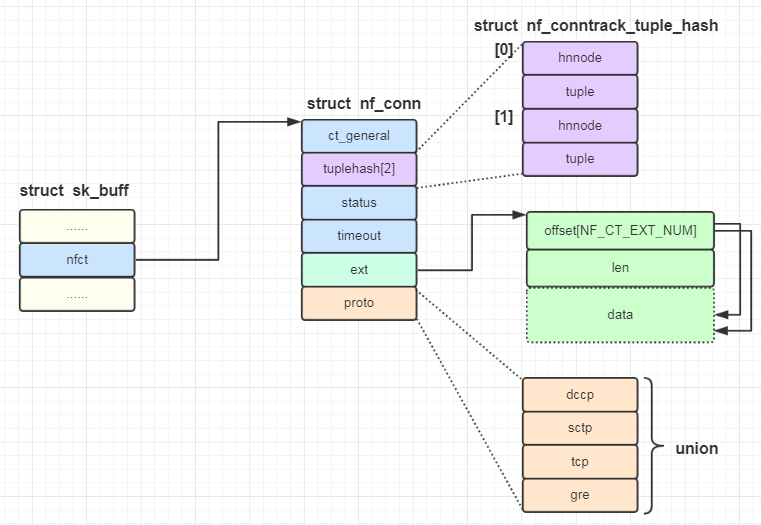 struct nf_conntrack_tuple_hash
[0]
hnnode
tuple
[1]
hnnode
tuple
struct nf_conn
ct_general
tuplehash[2]
status
timeout
ext
proto
struct sk_buff
......
nfct
......
offset[NF_CT_EXT_NUM]
len
data
dccp
sctp
tcp
gre
union